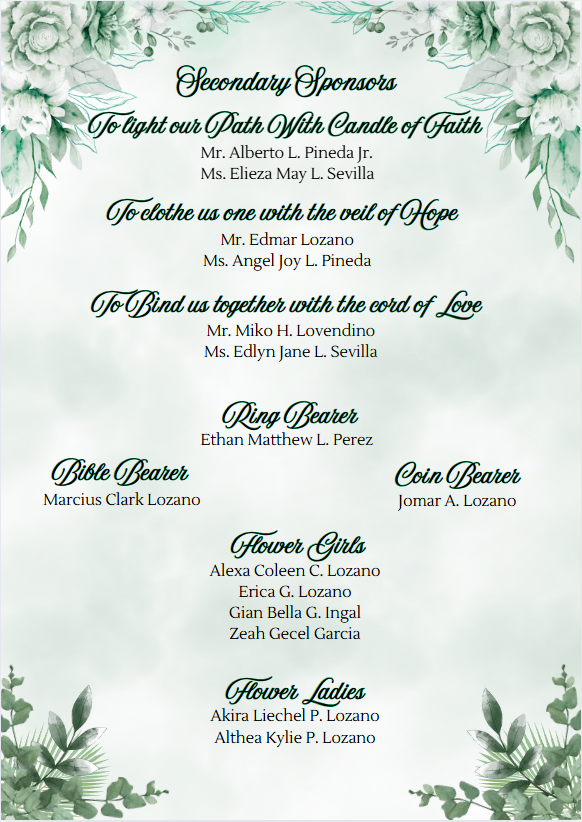 Secondary Sponsors
To light our Path With Candle of Faith
Mr. Alberto L. Pineda Jr.
Ms. Elieza May L. Sevilla
To clothe us one with the veil of Hope
Mr. Edmar Lozano
Ms. Angel Joy L. Pineda
To Bind us together with the cord of Love
Mr. Miko H. Lovendino
Ms. Edlyn Jane L. Sevilla
Ring Bearer
Ethan Matthew L. Perez
Bible Bearer
Marcius Clark Lozano
Coin Bearer
Jomar A. Lozano
Flower Girls
Alexa Coleen C. Lozano
Erica G. Lozano
Gian Bella G. Ingal
Zeah Gecel Garcia
Flower Ladies
Akira Liechel P. Lozano
Althea Kylie P. Lozano